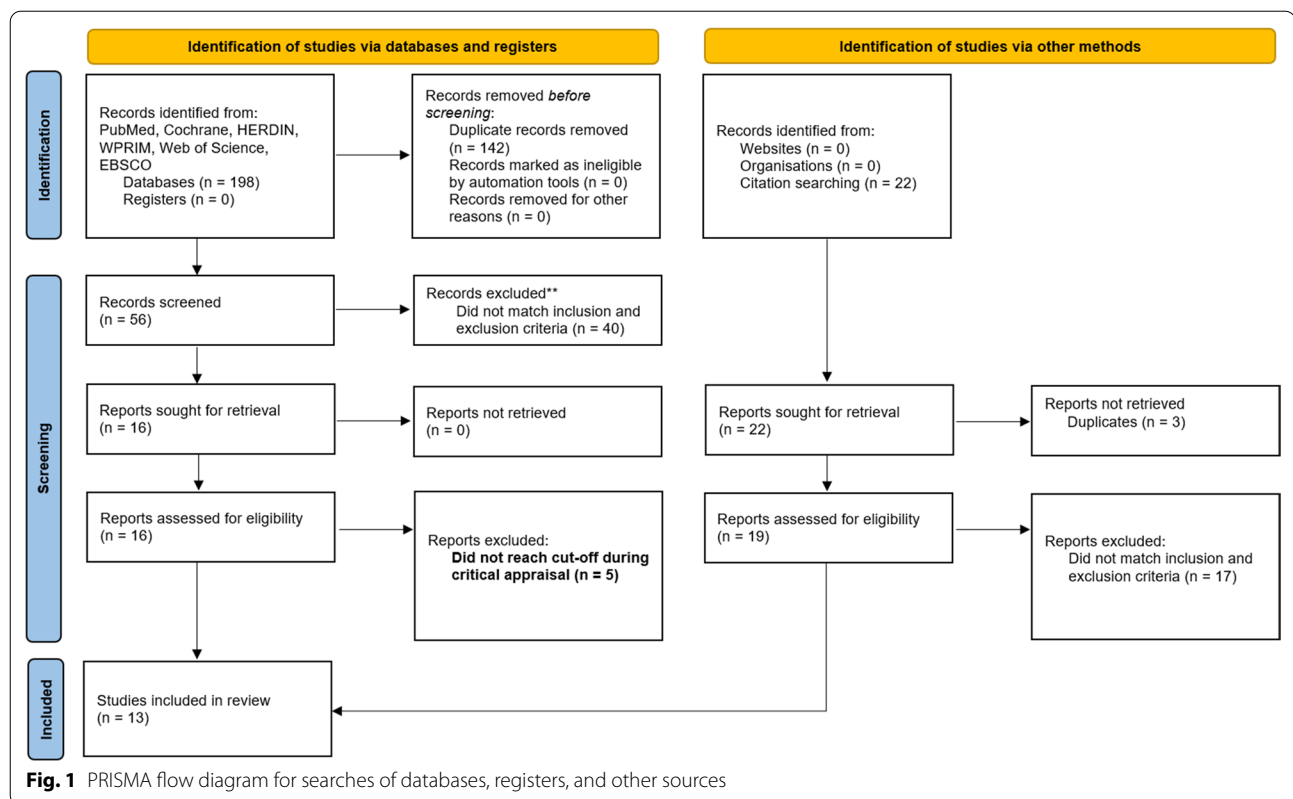 Identification of studies via databases and registers
Identification of studies via other methods
Identification
Records identified from:
PubMed, Cochrane, HERDIN,
WPRIM, Web of Science,
EBSCO
Databases (n = 198)
Registers (n = 0)
Records removed before
screening:
Duplicate records removed
(n = 142)
Records marked as ineligible
by automation tools (n = 0)
Records removed for other
reasons (n = 0)
Records identified from:
Websites (n = 0)
Organisations (n = 0)
Citation searching (n = 22)
Screening
Records screened
(n = 56)
Records excluded**
Did not match inclusion and
exclusion criteria (n = 40)
Reports sought for retrieval
(n = 16)
Reports not retrieved
(n = 0)
Reports sought for retrieval
(n = 22)
Reports not retrieved
Duplicates (n = 3)
Reports assessed for eligibility
(n = 16)
Reports excluded:
Did not reach cut-off during
critical appraisal (n = 5)
Reports assessed for eligibility
(n = 19)
Reports excluded:
Did not match inclusion and
exclusion criteria (n = 17)
Included
Studies included in review
(n = 13)
Fig. 1 PRISMA flow diagram for searches of databases, registers, and other sources